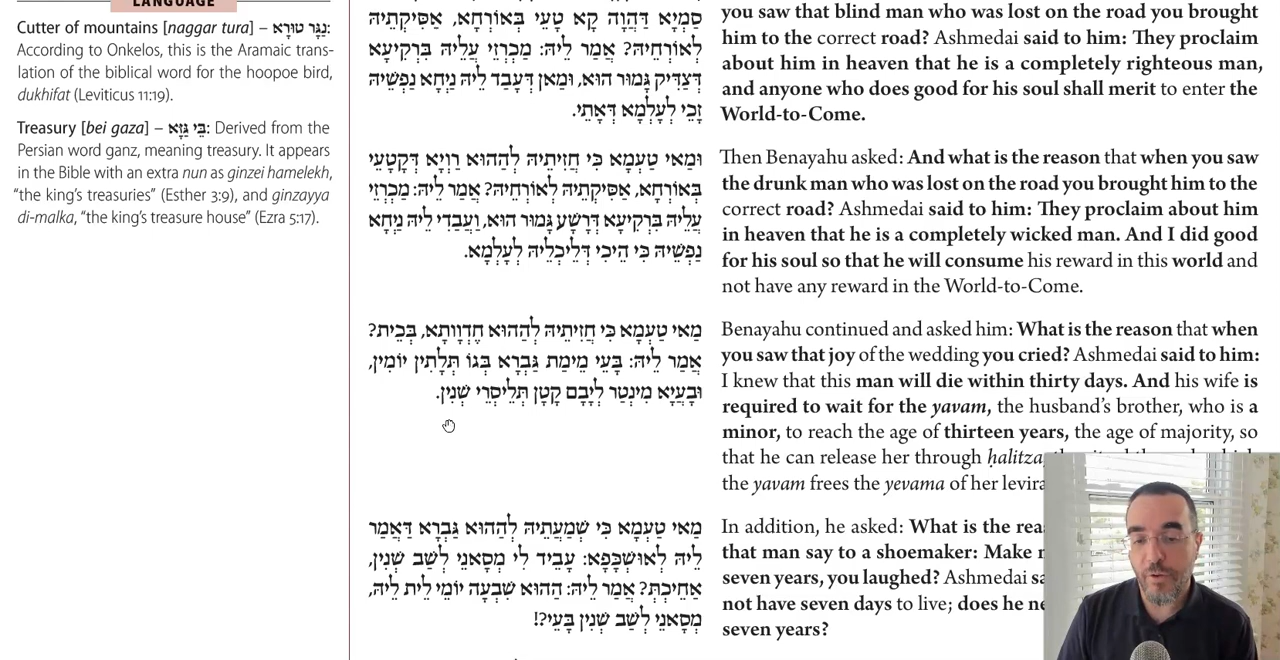 LANGUAGE
Cutter of mountains [naggar tura] – נַגָּר טוּרָא:
According to Onkelos, this is the Aramaic trans-
lation of the biblical word for the hoopoe bird,
dukhifat (Leviticus 11:19).
Treasury [bei gaza] – בֵּי גַזָּא: Derived from the
Persian word ganz, meaning treasury. It appears
in the Bible with an extra nun as ginzei hamelekh,
“the king’s treasuries” (Esther 3:9), and ginzayya
di-malka, “the king’s treasure house” (Ezra 5:17).
סַמְיָא דַּהֲוָה קָא טָעֵי בְּאוֹרְחָא, אַסֵּיקְתֵּיהּ
לְאוֹרְחֵיהּ? אֲמַר לֵיהּ: מַכְרְזִי עֲלֵיהּ בִּרְקִיעָא
דְּצַדִּיק גָּמוּר הוּא, וּמַאן דְּעָבַד לֵיהּ נְיָחָא נַפְשֵׁיהּ
זָכֵי לְעָלְמָא דְּאָתֵי.
וּמַאי טַעְמָא כִּי חֲזִיתֵיהּ לְהַהוּא רַוְיָא דְּקָטָעֵי
בְּאוֹרְחָא, אַסֵּיקְתֵּיהּ לְאוֹרְחֵיהּ? אֲמַר לֵיהּ: מַכְרְזִי
עֲלֵיהּ בִּרְקִיעָא דְּרָשָׁע גָּמוּר הוּא, וַעֲבַדִי לֵיהּ נְיָחָא
נַפְשֵׁיהּ כִּי הֵיכִי דְּלֵיכְלֵיהּ לְעָלְמָא.
מַאי טַעְמָא כִּי חֲזִיתֵיהּ לְהַהוּא חֶדְוָותָא, בְּכֵית?
אֲמַר לֵיהּ: בָּעֵי מֵימַת גַּבְרָא בְּגוֹ תְּלָתִין יוֹמִין,
וּבָעֲיָא מִינְטַר לְיָבָם קָטָן תְּלֵיסְרֵי שְׁנִין.
מַאי טַעְמָא כִּי שְׁמַעְתֵּיהּ לְהַהוּא גַּבְרָא דַּאֲמַר
לֵיהּ לְאוּשְׁכָּפָא: עֲבֵיד לִי מְסָאנֵי לְשַׁב שְׁנִין,
אַחֵיכְתְּ? אֲמַר לֵיהּ: הַהוּא שִׁבְעָה יוֹמֵי לֵית לֵיהּ,
מְסָאנֵי לְשַׁב שְׁנִין בָּעֵי?!
you saw that blind man who was lost on the road you brought
him to the correct road? Ashmedai said to him: They proclaim
about him in heaven that he is a completely righteous man,
and anyone who does good for his soul shall merit to enter the
World-to-Come.
Then Benayahu asked: And what is the reason that when you saw
the drunk man who was lost on the road you brought him to the
correct road? Ashmedai said to him: They proclaim about him
in heaven that he is a completely wicked man. And I did good
for his soul so that he will consume his reward in this world and
not have any reward in the World-to-Come.
Benayahu continued and asked him: What is the reason that when
you saw that joy of the wedding you cried? Ashmedai said to him:
I knew that this man will die within thirty days. And his wife is
required to wait for the yavam, the husband’s brother, who is a
minor, to reach the age of thirteen years, the age of majority, so
that he can release her through ḥalitza,
the yavam frees the yevama of her
In addition, he asked: What is the
that man say to a shoemaker: Make
seven years, you laughed? Ashmedai
not have seven days to live; does he
seven years?